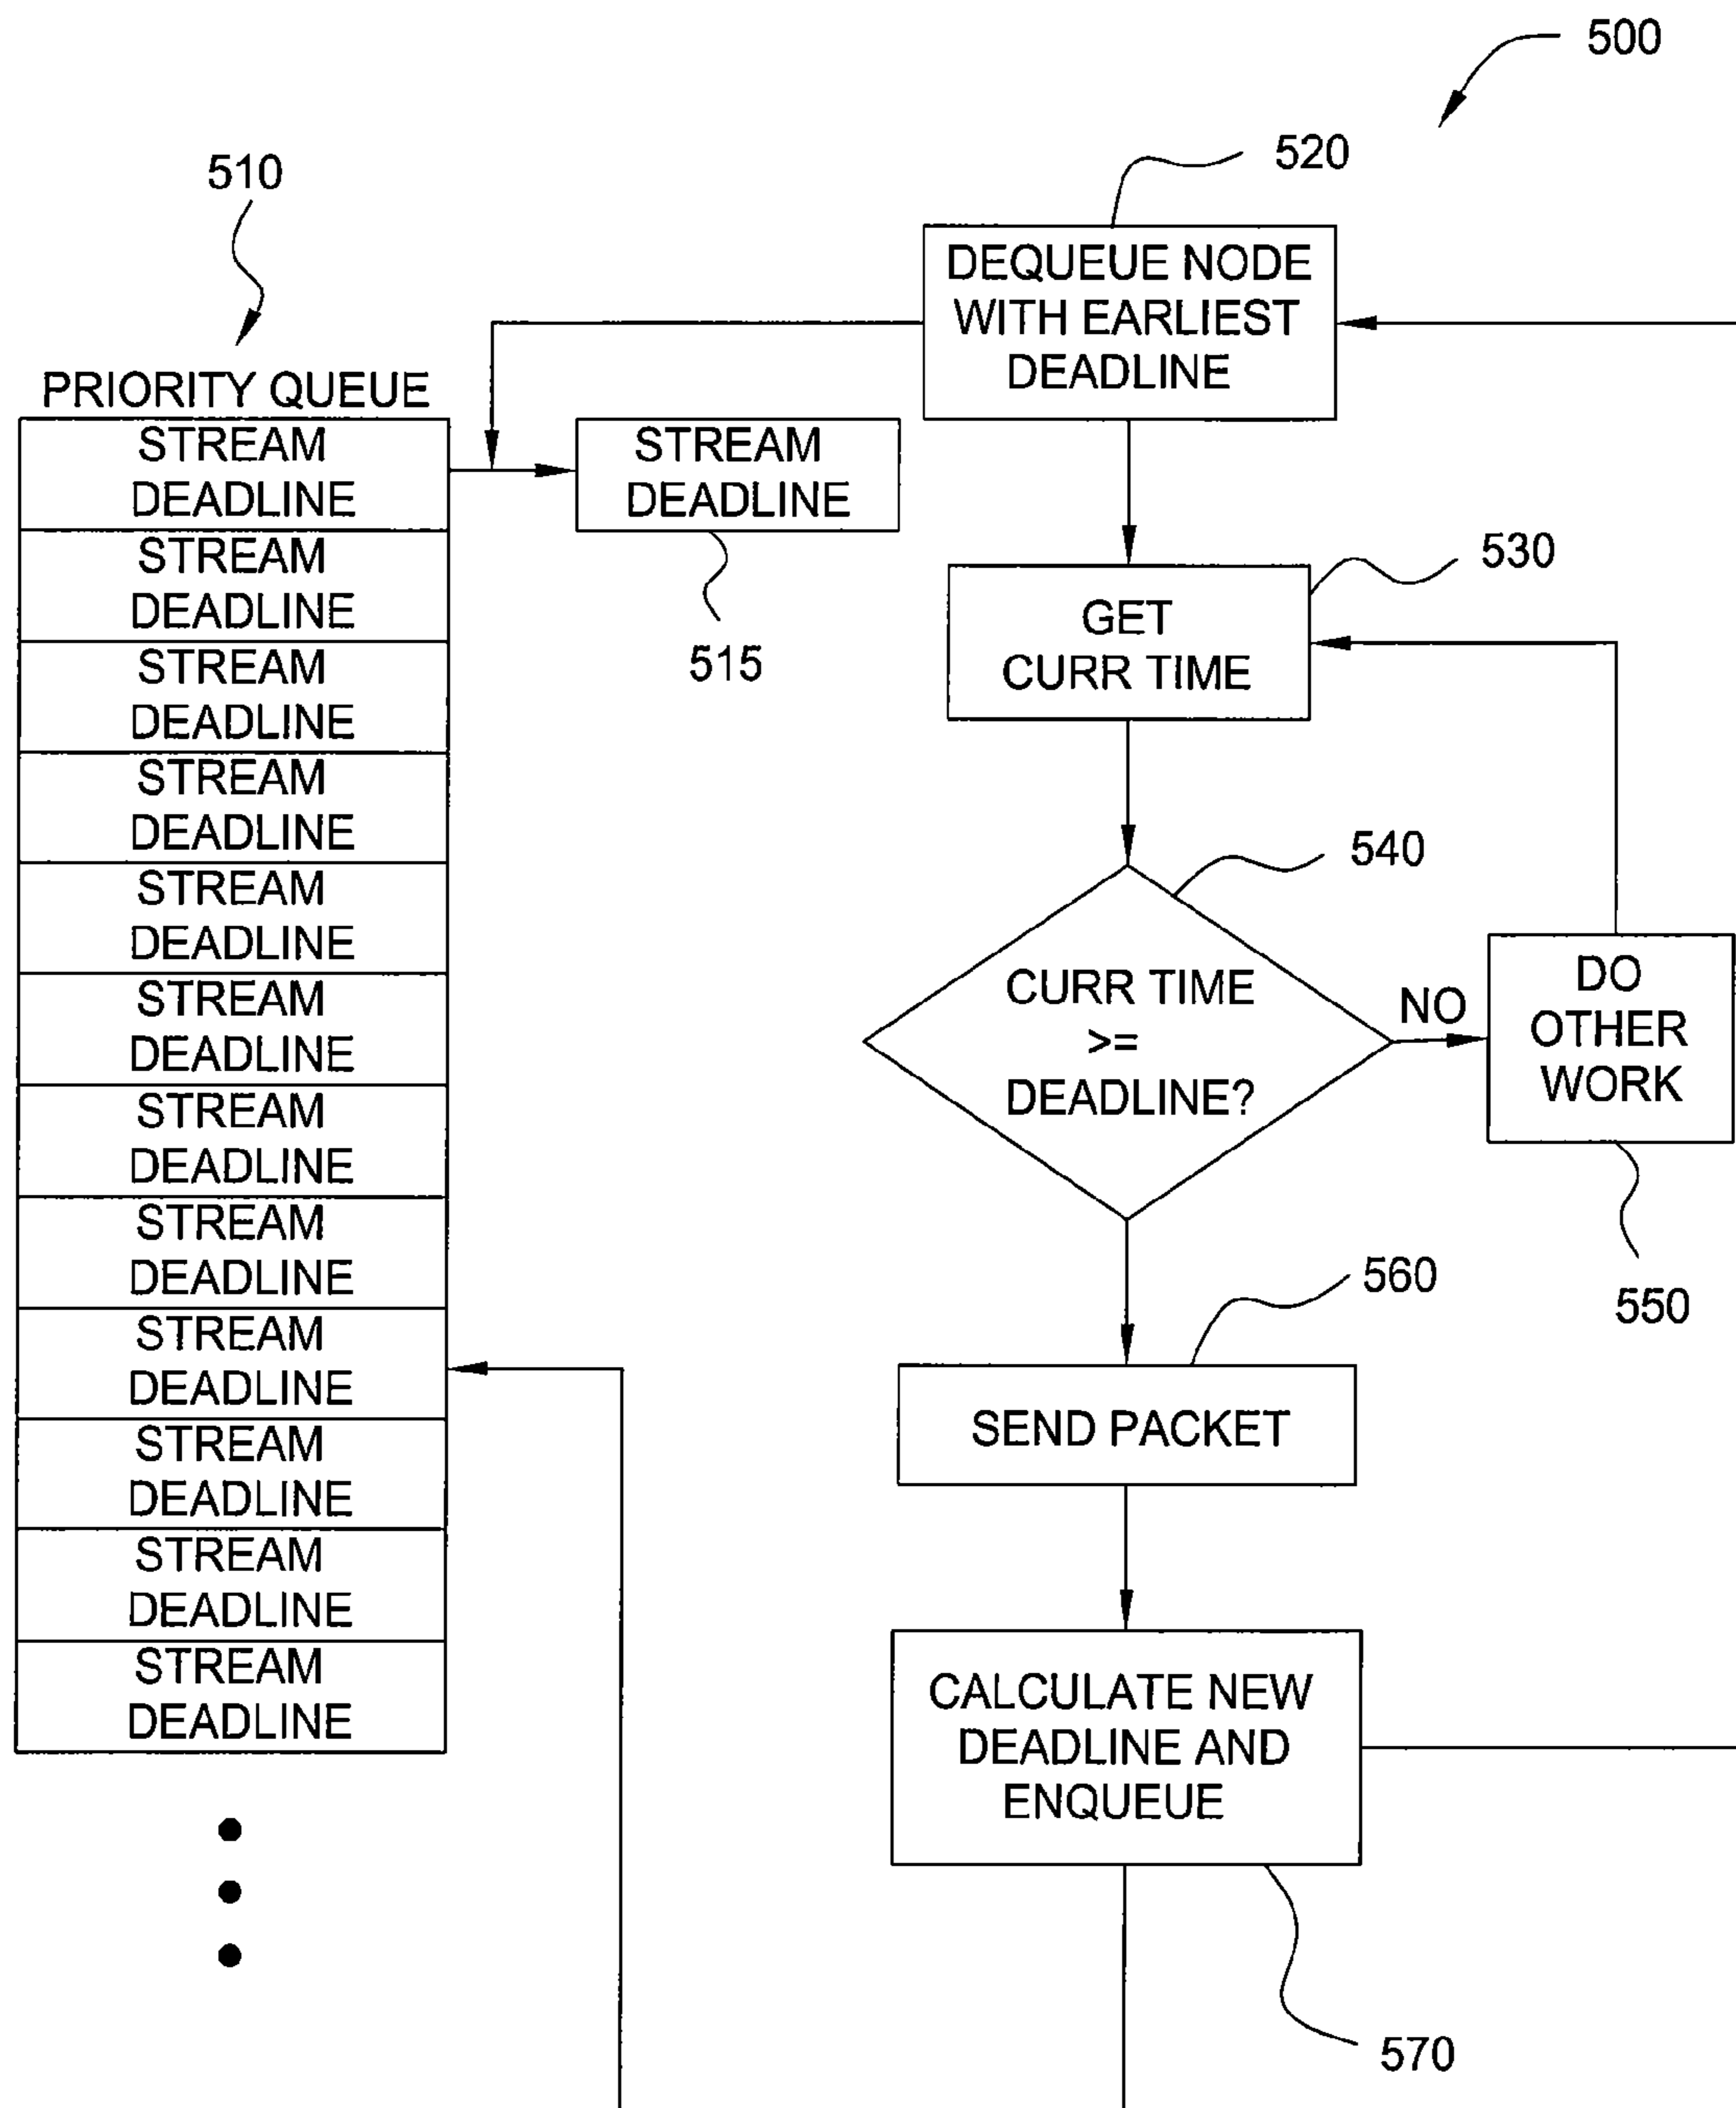 500
520
510
DEQUEUE NODE
WITH EARLIEST
DEADLINE
PRIORITY QUEUE
STREAM
DEADLINE
STREAM
DEADLINE
STREAM
DEADLINE
530
515
GET
CURR TIME
STREAM
DEADLINE
STREAM
DEADLINE
STREAM
DEADLINE
540
CURR TIME
>=
DEADLINE?
NO
DO
OTHER
WORK
STREAM
DEADLINE
STREAM
DEADLINE
STREAM
DEADLINE
560
550
STREAM
DEADLINE
SEND PACKET
STREAM
DEADLINE
STREAM
DEADLINE
STREAM
DEADLINE
CALCULATE NEW
DEADLINE AND
ENQUEUE
570